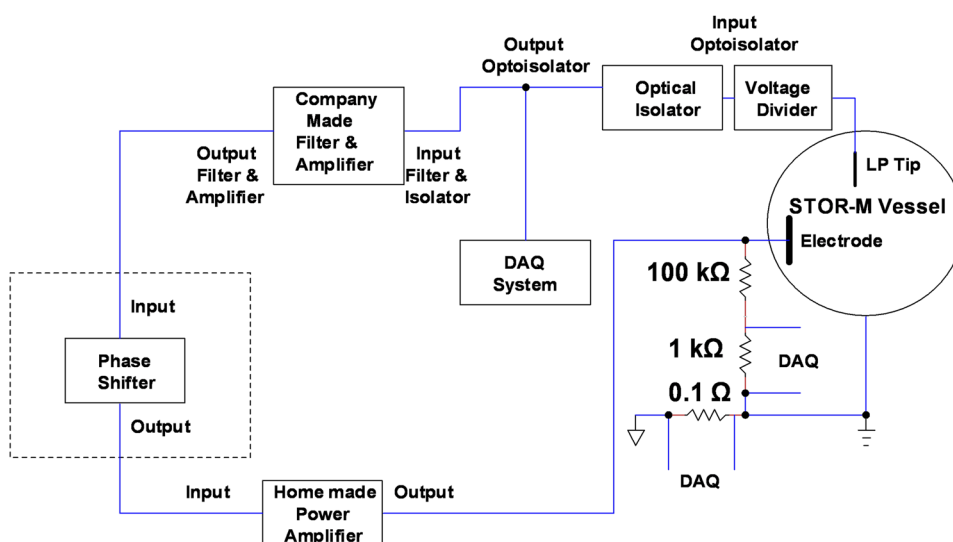 Input
Optoisolator
Output
Optoisolator
Optical
Isolator
Voltage
Divider
Company
Made
Filter &
Amplifier
Output
Filter &
Amplifier
Input
Filter &
Isolator
LP Tip
STOR-M Vessel
Electrode
DAQ
System
100 kΩ
Input
Phase
Shifter
1 kΩ
DAQ
0.1 Ω
Output
DAQ
Input
Home made
Power
Amplifier
Output